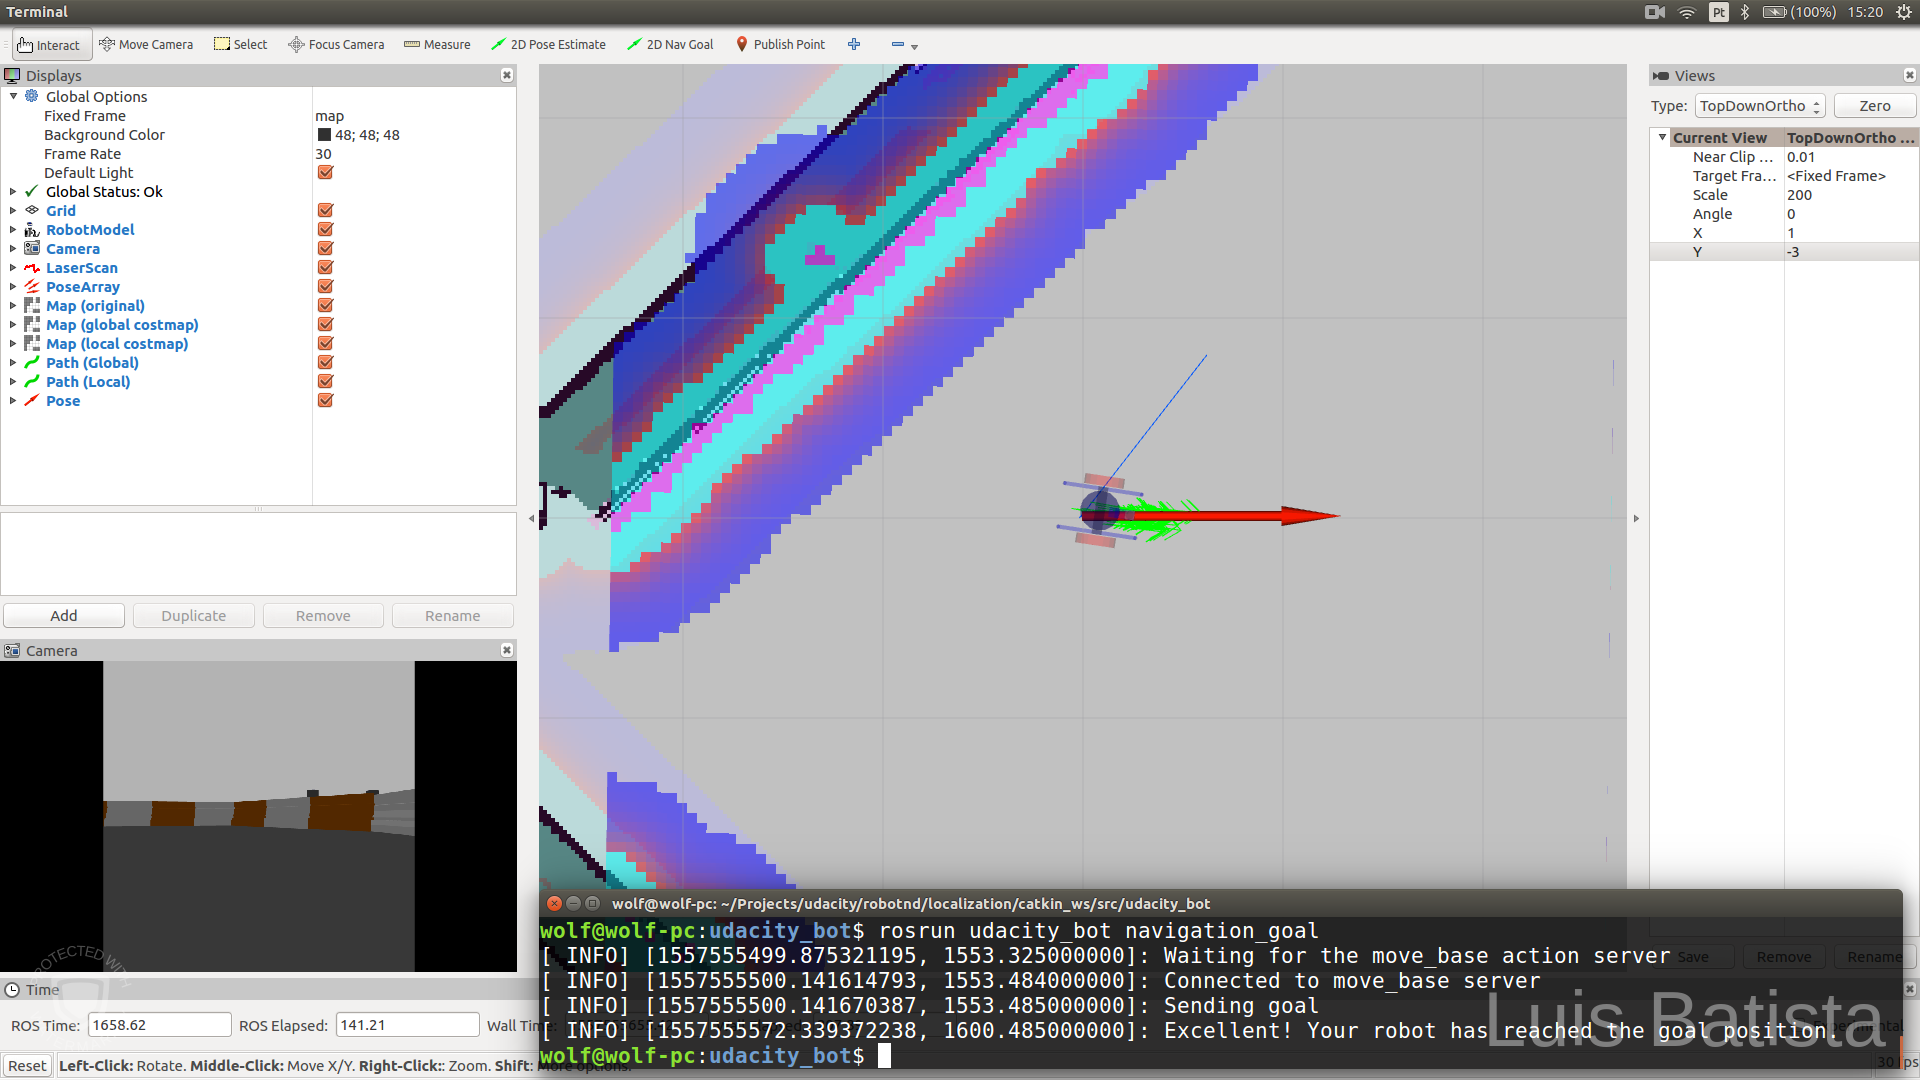 Terminal
Pt (100%) 15:20
Interact Move Camera Select Focus Camera Measure 2D Pose Estimate 2D Nav Goal Publish Point
Displays
Global Options
Fixed Frame map
Background Color 48; 48; 48
Frame Rate 30
Default Light
Global Status: Ok
Grid
RobotModel
Camera
LaserScan
PoseArray
Map (original)
Map (global costmap)
Map (local costmap)
Path (Global)
Path (Local)
Pose
Add Duplicate Remove Rename
Camera
Views
Type: TopDownOrtho Zero
Current View TopDownOrtho ...
Near Clip ... 0.01
Target Fra... <Fixed Frame>
Scale 200
Angle 0
X 1
Y -3
Save Remove Rename
wolf@wolf-pc: ~/Projects/udacity/robotnd/localization/catkin_ws/src/udacity_bot
wolf@wolf-pc:udacity_bot$ rosrun udacity_bot navigation_goal
[ INFO] [1557555499.875321195, 1553.325000000]: Waiting for the move_base action server
[ INFO] [1557555500.141614793, 1553.484000000]: Connected to move_base server
[ INFO] [1557555500.141670387, 1553.485000000]: Sending goal
[ INFO] [1557555572.339372238, 1600.485000000]: Excellent! Your robot has reached the goal position.
wolf@wolf-pc:udacity_bot$
Time
ROS Time: 1658.62 ROS Elapsed: 141.21 Wall Time:
Experimental
Reset Left-Click: Rotate. Middle-Click: Move X/Y. Right-Click:: Zoom. Shift: More options.
30 fps
PROTECTED WITH
Luis Batista